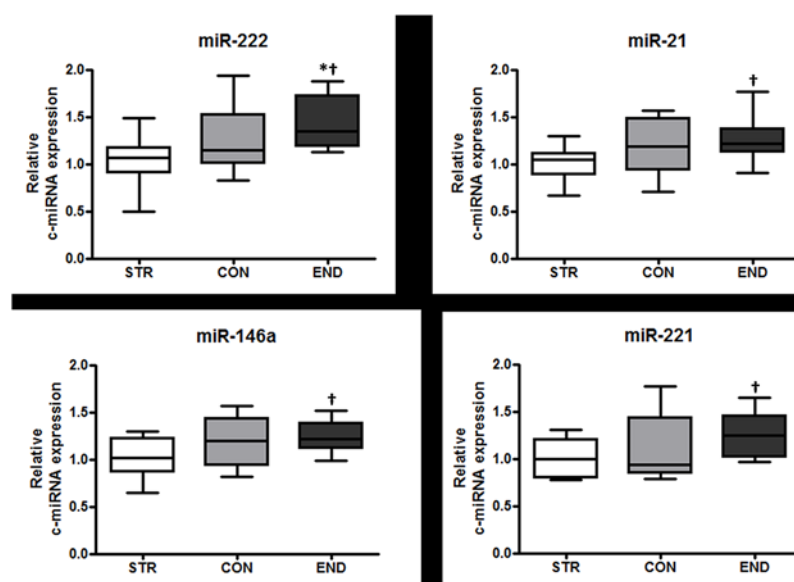 miR-222
Relative
c-miRNA expression
2.0
1.5
1.0
0.5
0.0
*†
STR CON END
miR-21
Relative
c-miRNA expression
2.0
1.5
1.0
0.5
0.0
†
STR CON END
miR-146a
Relative
c-miRNA expression
2.0
1.5
1.0
0.5
0.0
†
STR CON END
miR-221
Relative
c-miRNA expression
2.0
1.5
1.0
0.5
0.0
†
STR CON END